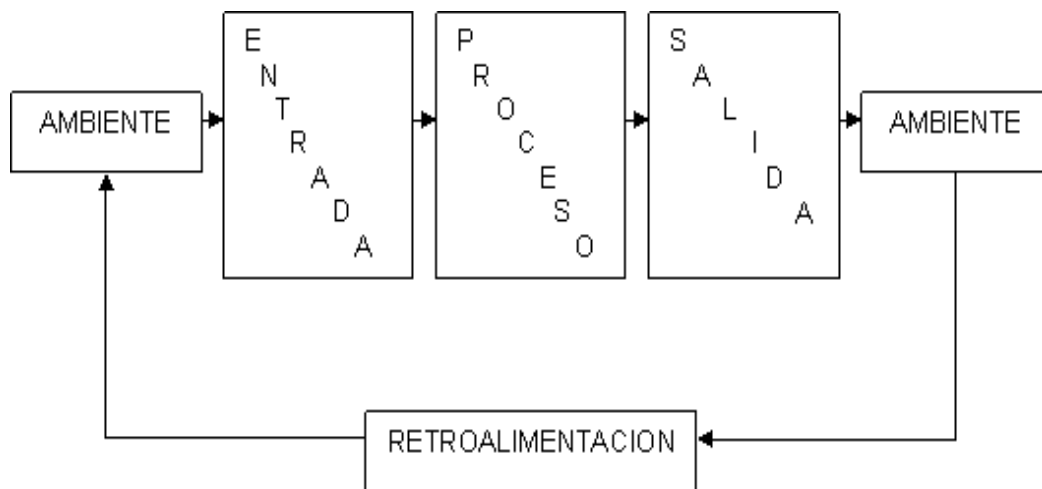 AMBIENTE
ENTRADA
PROCESO
SALIDA
AMBIENTE
RETROALIMENTACION